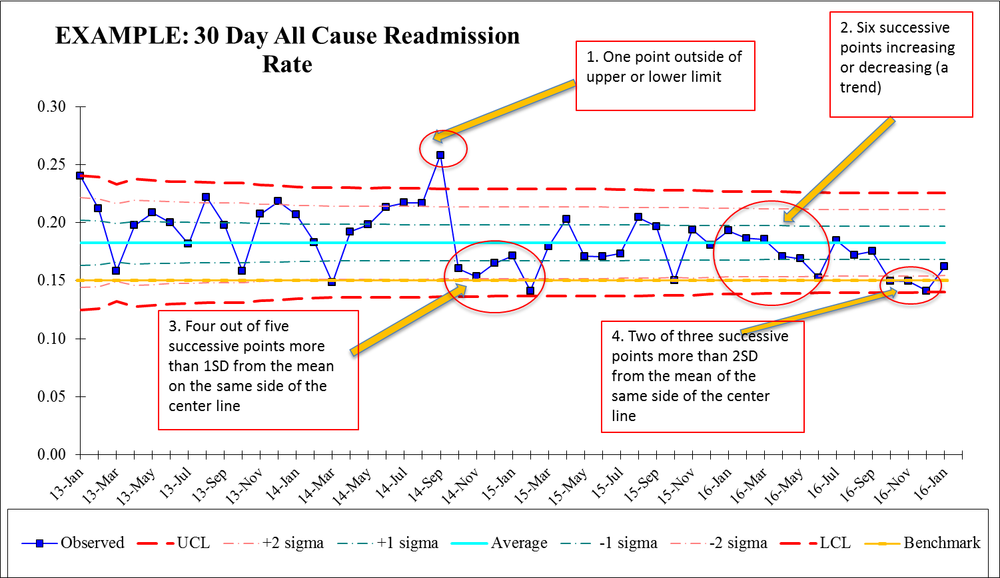 EXAMPLE: 30 Day All Cause Readmission
Rate
1. One point outside of
upper or lower limit
2. Six successive
points increasing
or decreasing (a
trend)
0.30
0.25
0.20
0.15
0.10
0.05
0.00
3. Four out of five
successive points more
than 1SD from the mean
on the same side of the
center line
4. Two of three successive
points more than 2SD
from the mean of the
same side of the center
line
13-Jan
13-Mar
13-May
13-Jul
13-Sep
13-Nov
14-Jan
14-Mar
14-May
14-Jul
14-Sep
14-Nov
15-Jan
15-Mar
15-May
15-Jul
15-Sep
15-Nov
16-Jan
16-Mar
16-May
16-Jul
16-Sep
16-Nov
16-Jan
Observed UCL +2 sigma +1 sigma Average -1 sigma -2 sigma LCL Benchmark